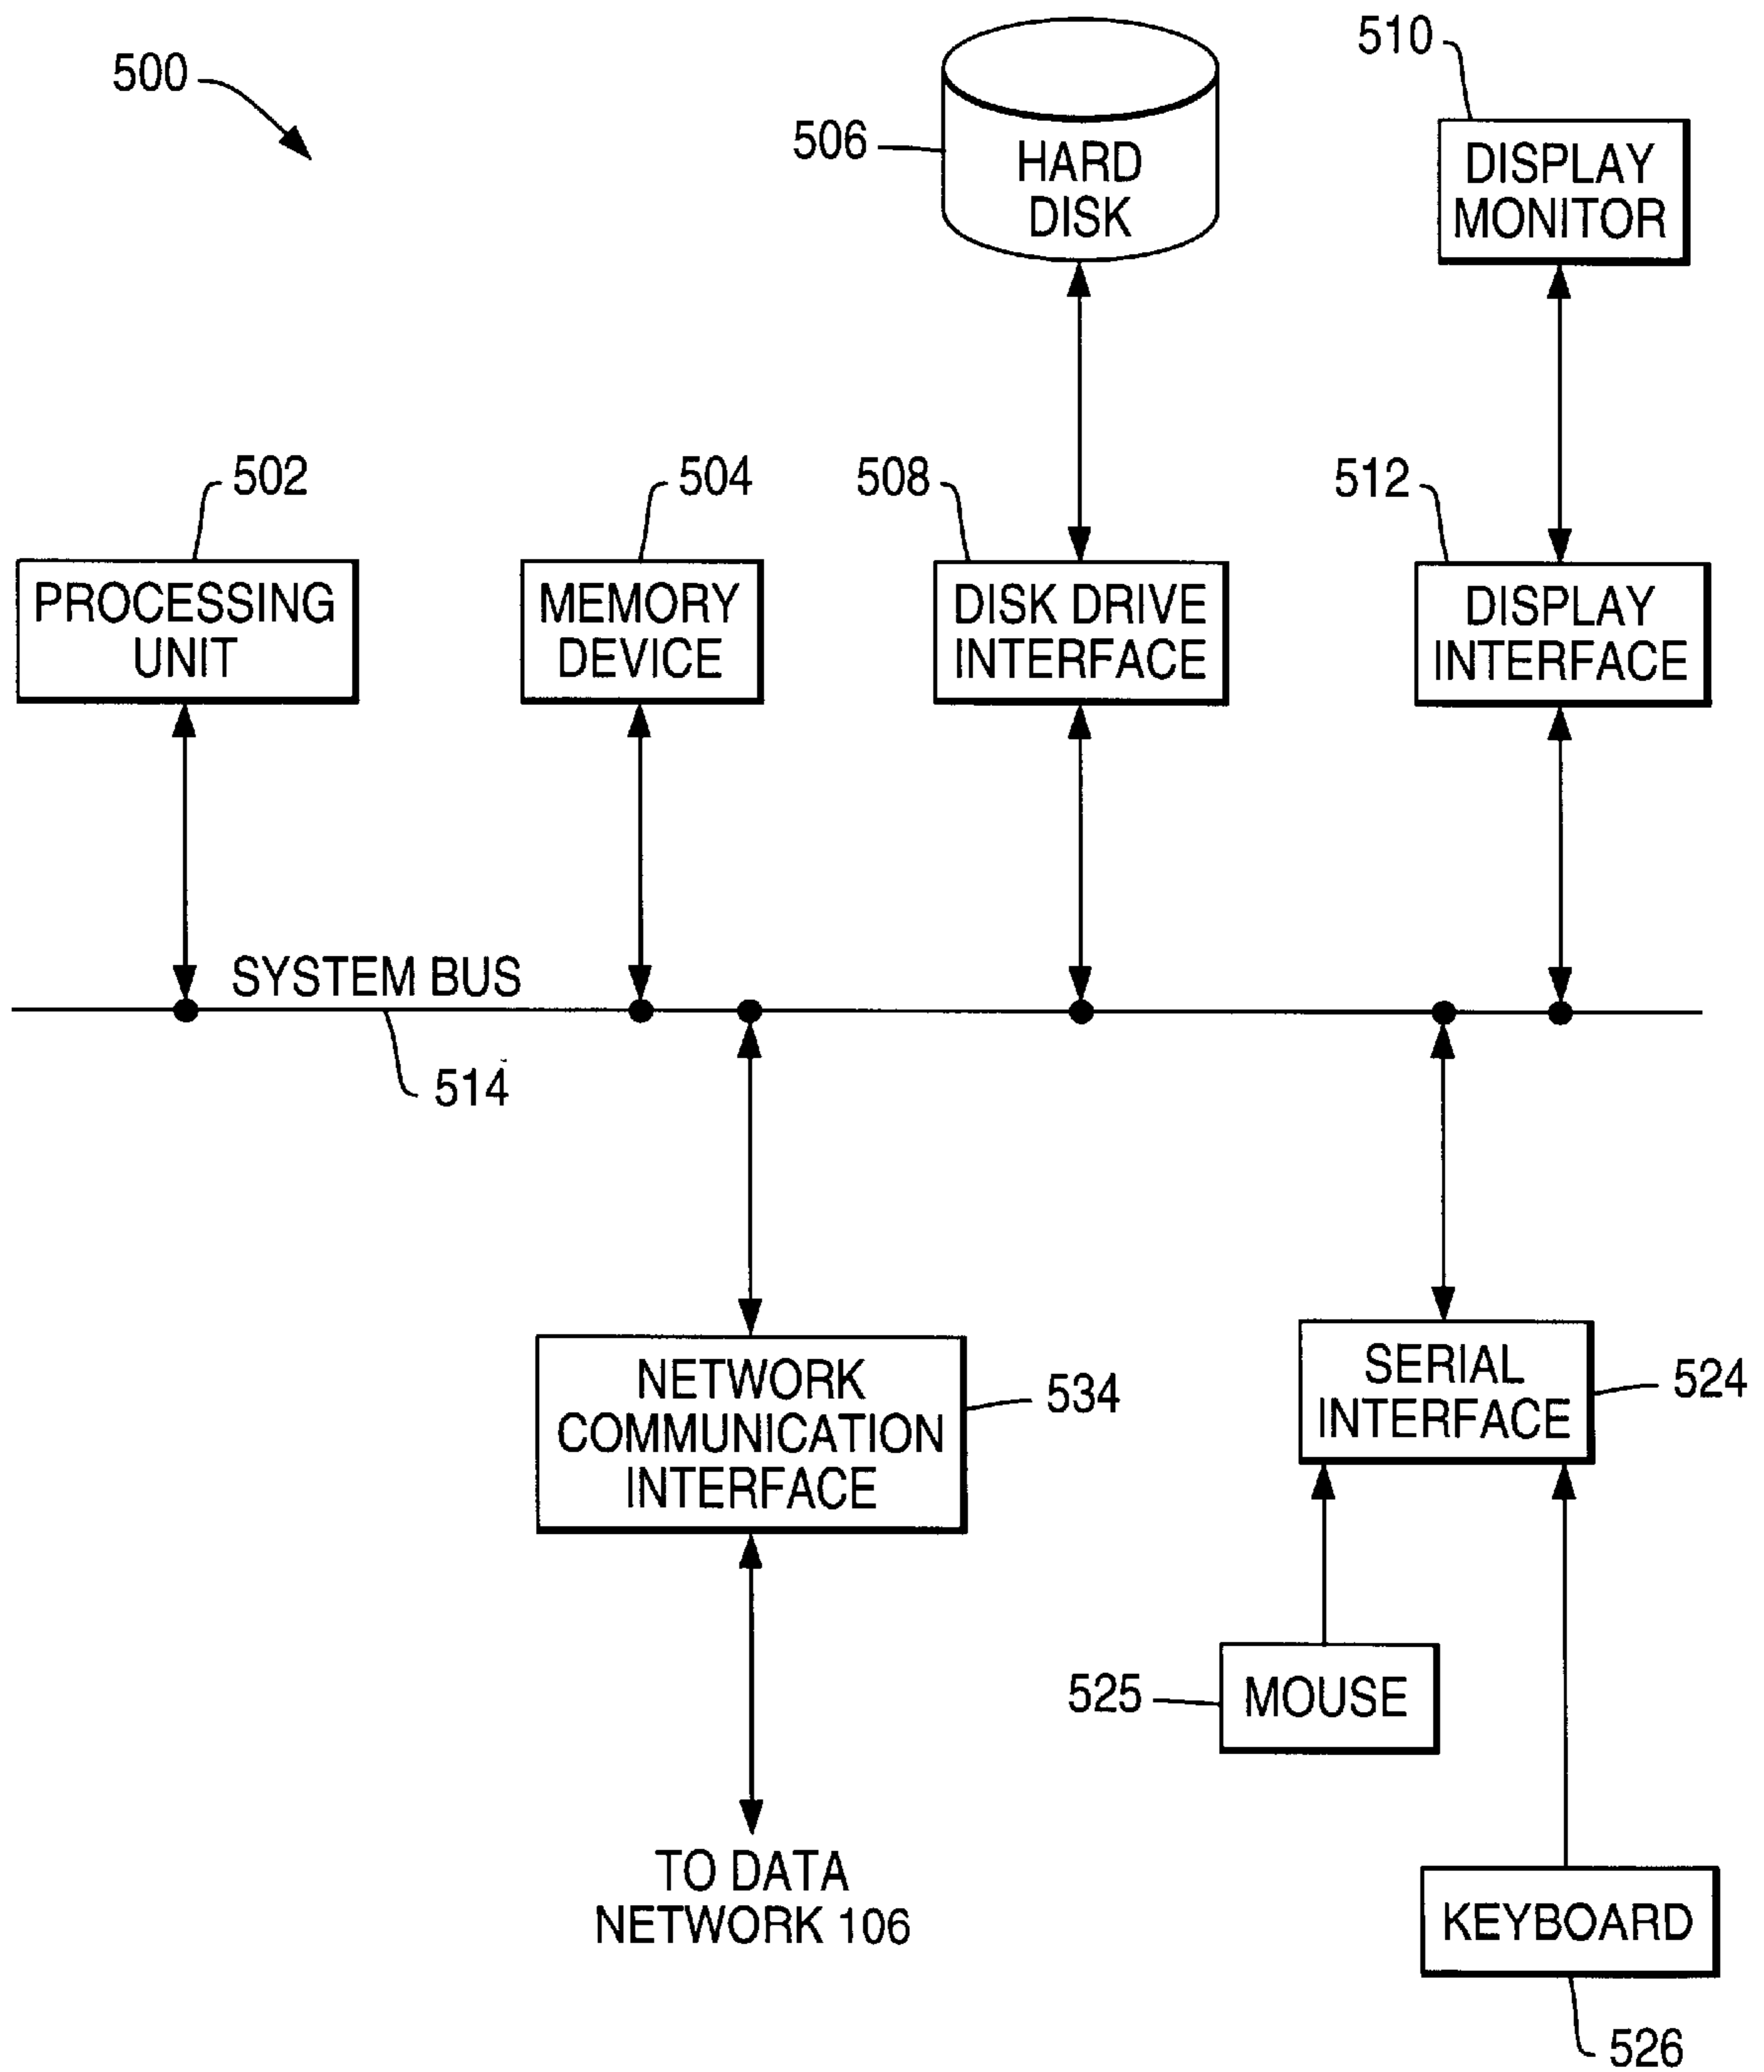 500
506
HARD
DISK
510
DISPLAY
MONITOR
502
PROCESSING
UNIT
504
MEMORY
DEVICE
508
DISK DRIVE
INTERFACE
512
DISPLAY
INTERFACE
SYSTEM BUS
514
NETWORK
COMMUNICATION
INTERFACE
534
SERIAL
INTERFACE
524
525
MOUSE
TO DATA
NETWORK 106
KEYBOARD
526